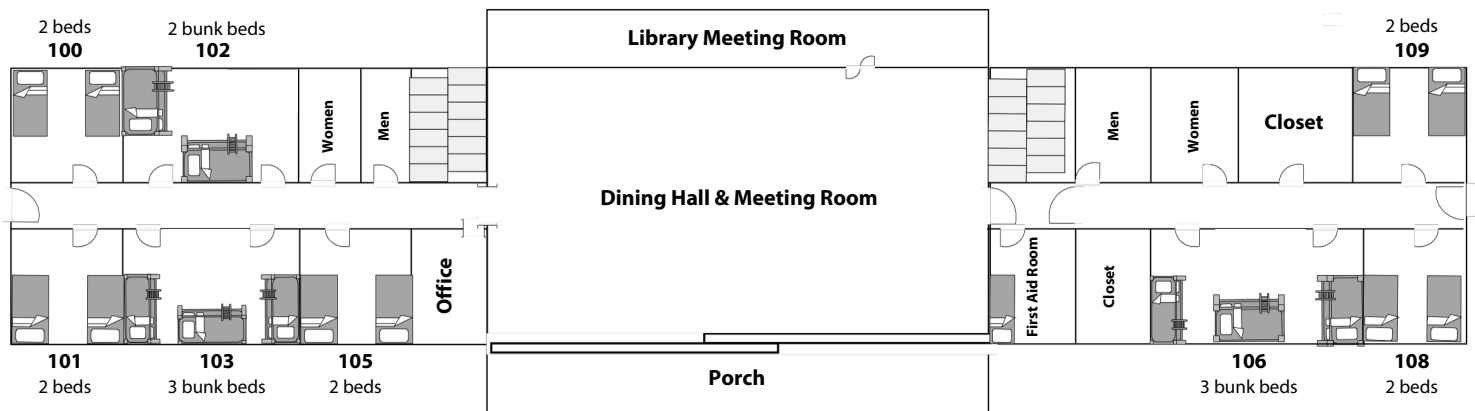 2 beds
100
2 bunk beds
102
Library Meeting Room
2 beds
109
Women
Men
Men
Women
Closet
Dining Hall & Meeting Room
Office
First Aid Room
Closet
101
2 beds
103
3 bunk beds
105
2 beds
Porch
106
3 bunk beds
108
2 beds